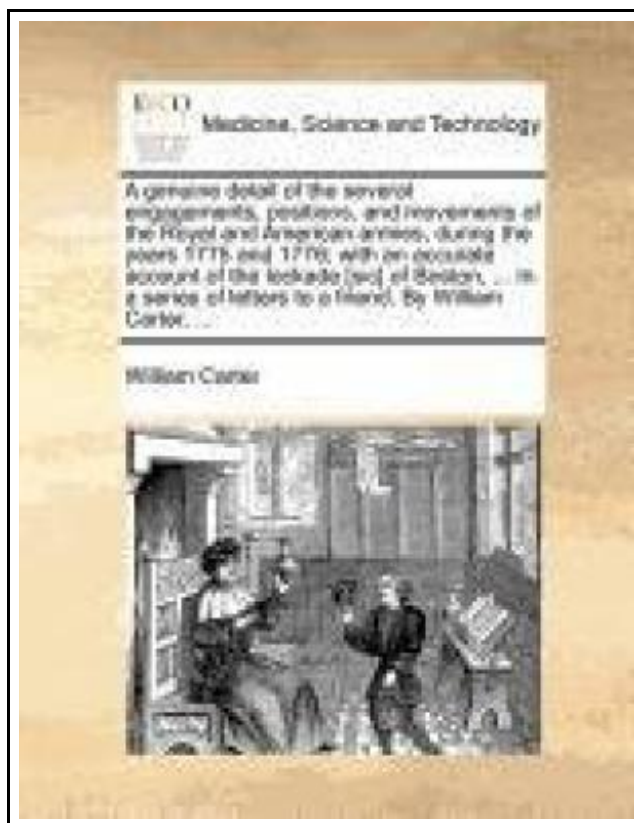 ECCO
Medicine, Science and Technology
A genuine detail of the several
engagements, positions, and movements of
the Royal and American armies, during the
years 1775 and 1776; with an accurate
account of the lockade [sic] of Boston, ... In
a series of letters to a friend. By William
Carter, ...
William Carter